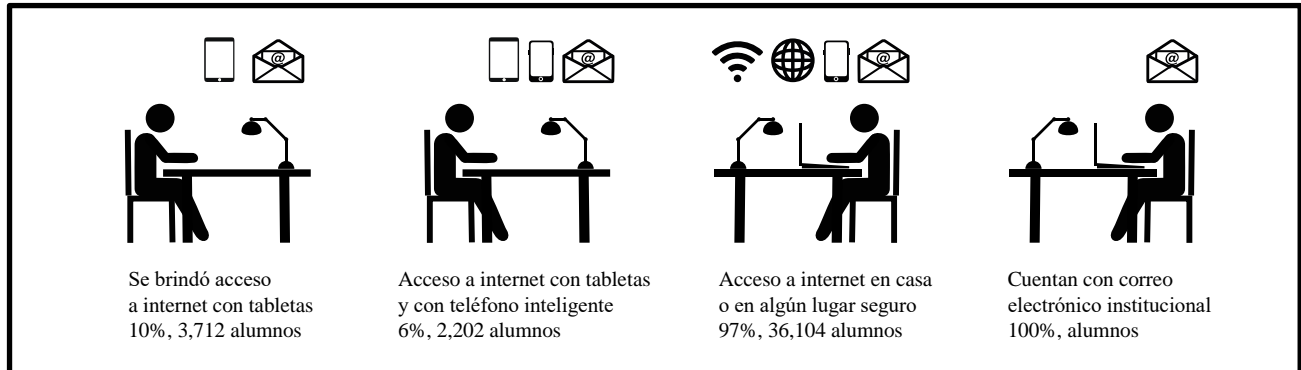 Se brindó acceso
a internet con tabletas
10%, 3,712 alumnos
Acceso a internet con tabletas
y con teléfono inteligente
6%, 2,202 alumnos
Acceso a internet en casa
o en algún lugar seguro
97%, 36,104 alumnos
Cuentan con correo
electrónico institucional
100%, alumnos